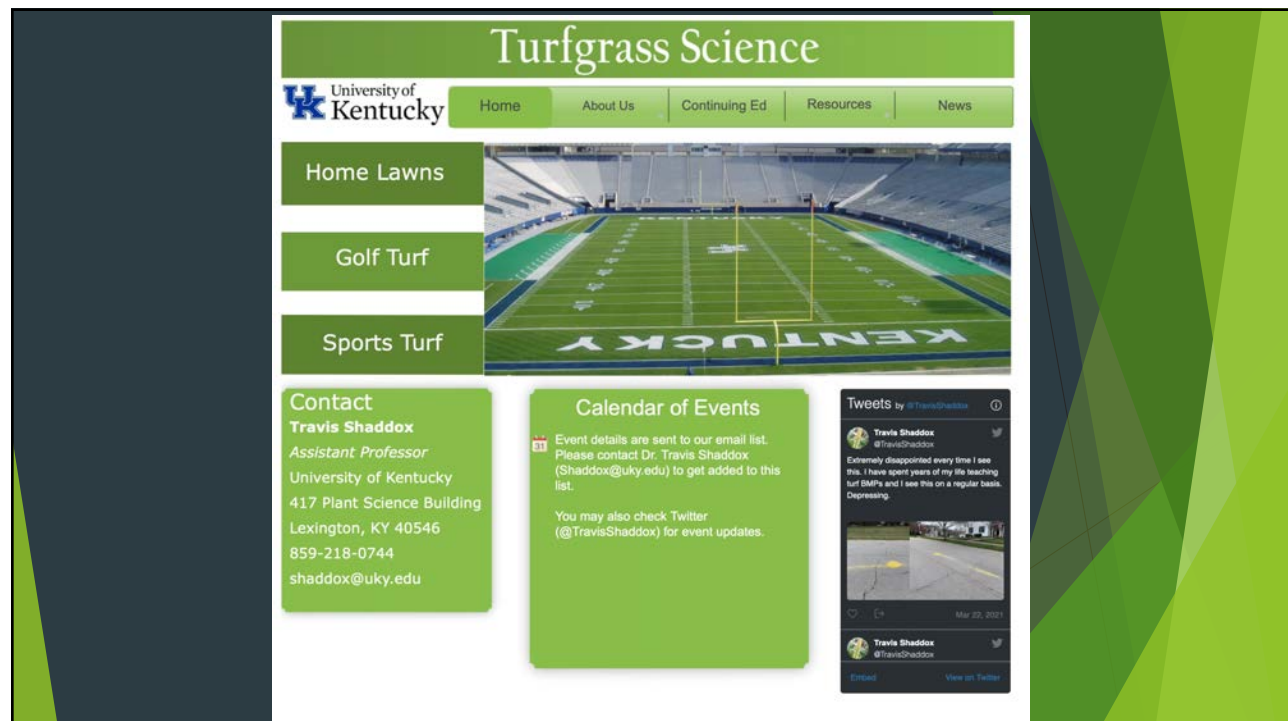 Turfgrass Science
UK
University of
Kentucky
Home
About Us
Continuing Ed
Resources
News
Home Lawns
Golf Turf
Sports Turf
KENTUCKY
KENTUCKY
Contact
Travis Shaddox
Assistant Professor
University of Kentucky
417 Plant Science Building
Lexington, KY 40546
859-218-0744
shaddox@uky.edu
Calendar of Events
31
Event details are sent to our email list.
Please contact Dr. Travis Shaddox
(Shaddox@uky.edu) to get added to this
list.
You may also check Twitter
(@TravisShaddox) for event updates.
Tweets by @TravisShaddox
Travis Shaddox
@TravisShaddox
Extremely disappointed every time I see
this. I have spent years of my life teaching
turf BMPs and I see this on a regular basis.
Depressing.
Mar 22, 2021
Travis Shaddox
@TravisShaddox
Embed
View on Twitter